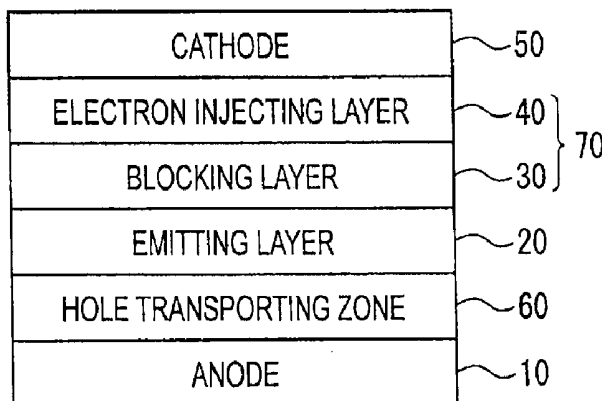 CATHODE 50
ELECTRON INJECTING LAYER 40
70
BLOCKING LAYER 30
EMITTING LAYER 20
HOLE TRANSPORTING ZONE 60
ANODE 10